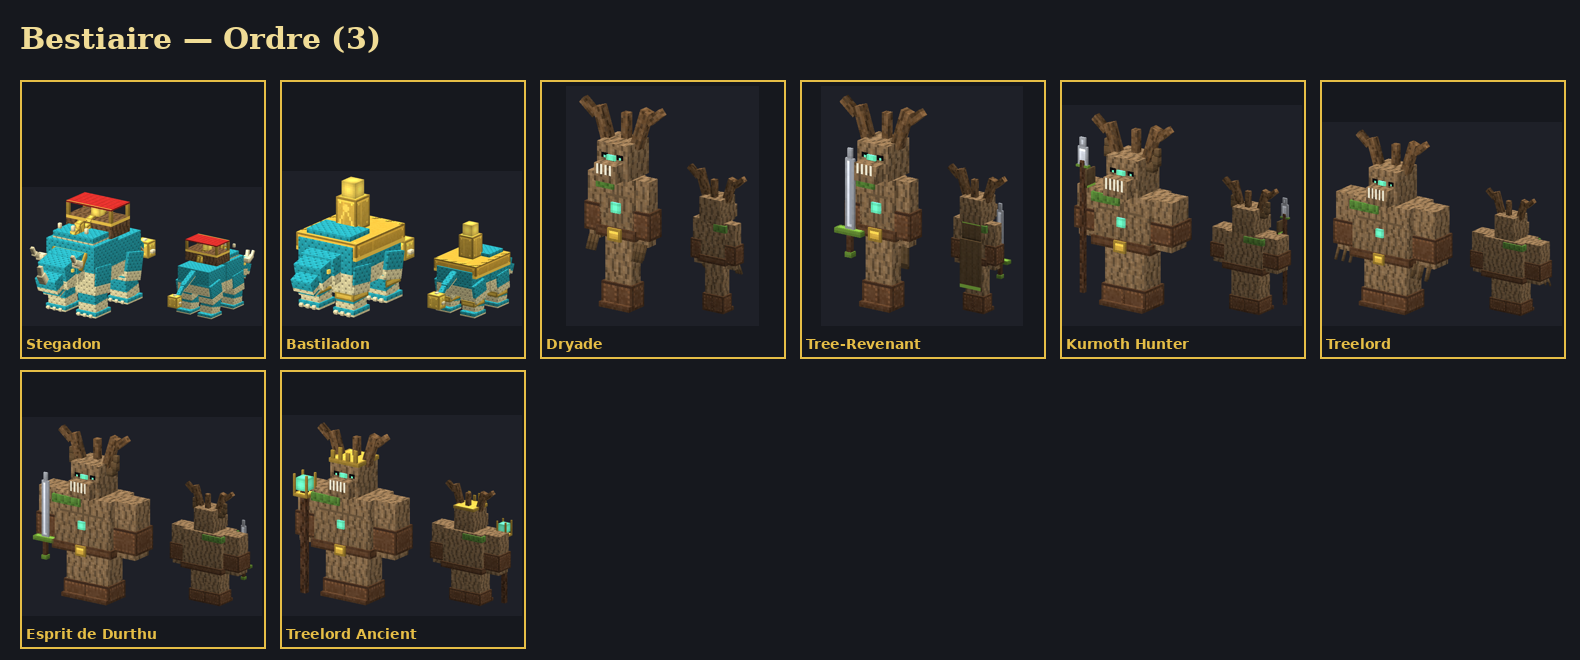 Bestiaire — Ordre (3)
Stegadon
Bastiladon
Dryade
Tree-Revenant
Kurnoth Hunter
Treelord
Esprit de Durthu
Treelord Ancient